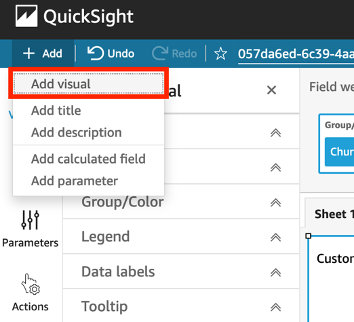 QuickSight
+ Add Undo Redo 057da6ed-6c39-4aa
Add visual al × Field we
Add title
Add description
Group/
Chur
Add calculated field
Add parameter
Group/Color
Sheet 1
Parameters
Legend
Custo
Data labels
Actions
Tooltip